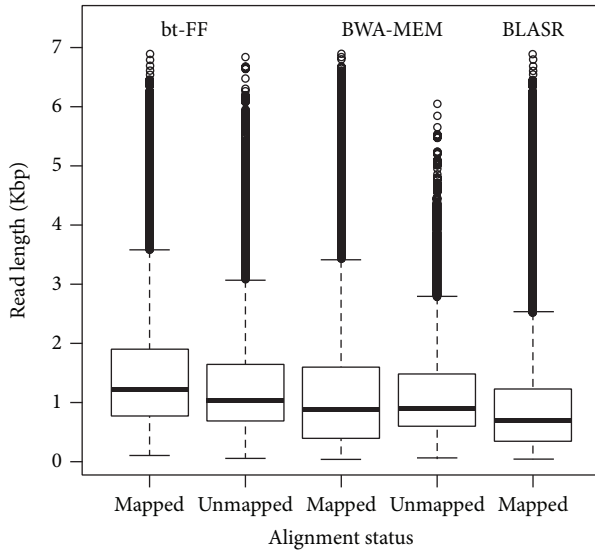 bt-FF BWA-MEM BLASR
7
6
5
4
3
2
1
0
Read length (Kbp)
Mapped Unmapped Mapped Unmapped Mapped
Alignment status